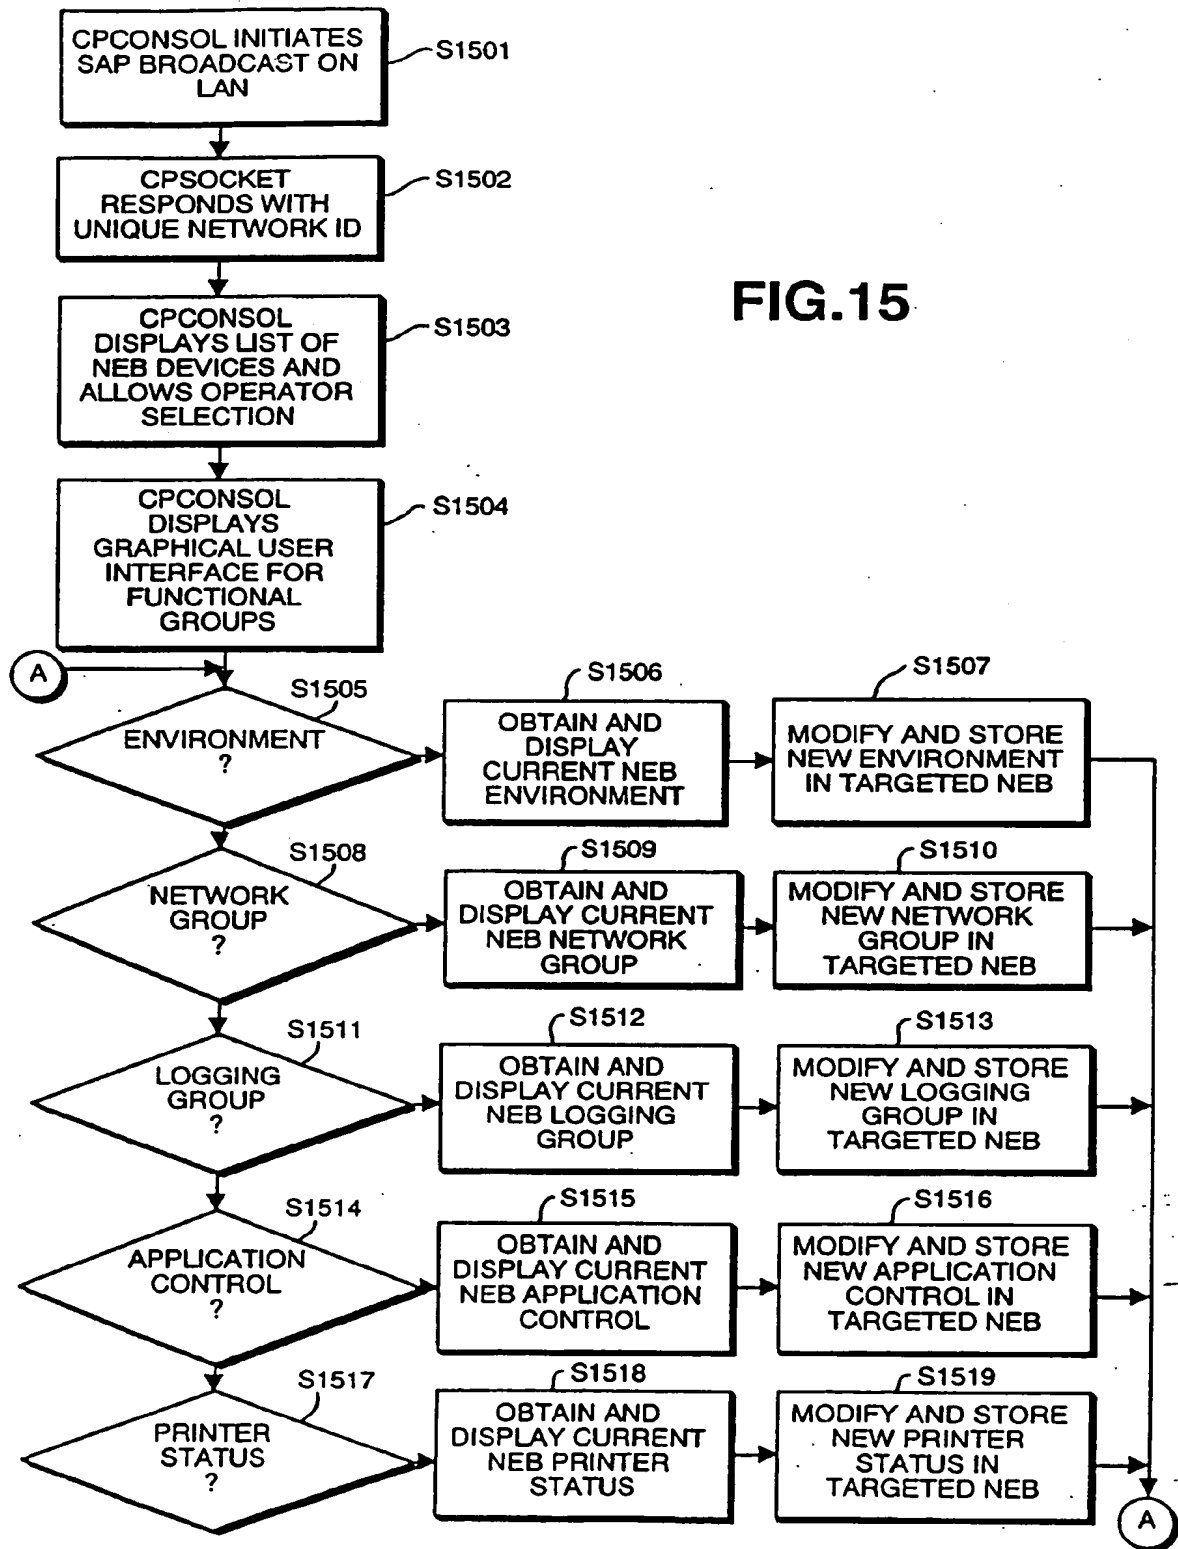 CPCONSOL INITIATES
SAP BROADCAST ON
LAN
S1501
CPSOCKET
RESPONDS WITH
UNIQUE NETWORK ID
S1502
CPCONSOL
DISPLAYS LIST OF
NEB DEVICES AND
ALLOWS OPERATOR
SELECTION
S1503
FIG.15
CPCONSOL
DISPLAYS
GRAPHICAL USER
INTERFACE FOR
FUNCTIONAL
GROUPS
S1504
A
ENVIRONMENT
?
S1505
OBTAIN AND
DISPLAY
CURRENT NEB
ENVIRONMENT
S1506
MODIFY AND STORE
NEW ENVIRONMENT
IN TARGETED NEB
S1507
NETWORK
GROUP
?
S1508
OBTAIN AND
DISPLAY CURRENT
NEB NETWORK
GROUP
S1509
MODIFY AND STORE
NEW NETWORK
GROUP IN
TARGETED NEB
S1510
LOGGING
GROUP
?
S1511
OBTAIN AND
DISPLAY CURRENT
NEB LOGGING
GROUP
S1512
MODIFY AND STORE
NEW LOGGING
GROUP IN
TARGETED NEB
S1513
APPLICATION
CONTROL
?
S1514
OBTAIN AND
DISPLAY CURRENT
NEB APPLICATION
CONTROL
S1515
MODIFY AND STORE
NEW APPLICATION
CONTROL IN
TARGETED NEB
S1516
PRINTER
STATUS
?
S1517
OBTAIN AND
DISPLAY CURRENT
NEB PRINTER
STATUS
S1518
MODIFY AND STORE
NEW PRINTER
STATUS IN
TARGETED NEB
S1519
A